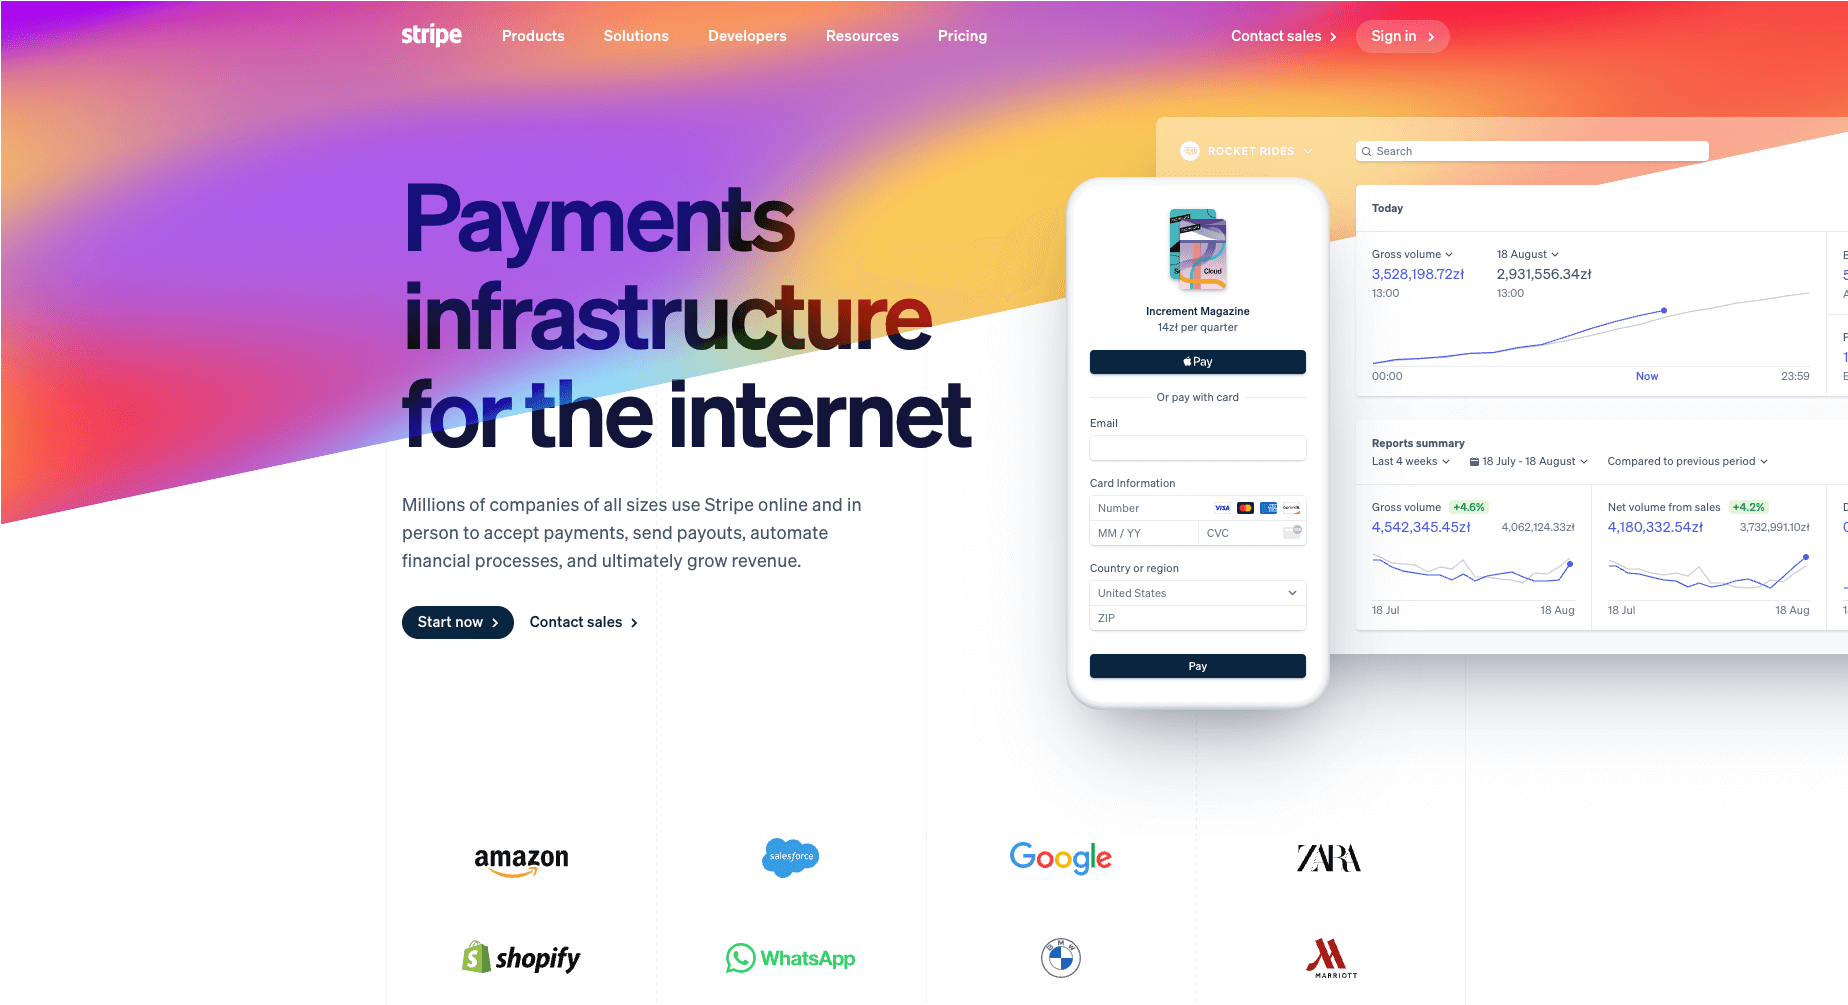 stripe
Products
Solutions
Developers
Resources
Pricing
Contact sales
Sign in
Payments
infrastructure
for the internet
Millions of companies of all sizes use Stripe online and in
person to accept payments, send payouts, automate
financial processes, and ultimately grow revenue.
Start now
Contact sales
Cloud
Increment Magazine
14zł per quarter
Pay
Or pay with card
Email
Card Information
Number
VISA
MM / YY
CVC
Country or region
United States
ZIP
Pay
ROCKET RIDES
Search
Today
Gross volume
18 August
3,528,198.72zł
2,931,556.34zł
13:00
13:00
00:00
Now
23:59
Reports summary
Last 4 weeks
18 July - 18 August
Compared to previous period
Gross volume +4.6%
4,542,345.45zł
4,062,124.33zł
18 Jul
18 Aug
Net volume from sales +4.2%
4,180,332.54zł
3,732,991.10zł
18 Jul
18 Aug
amazon
salesforce
Google
ZARA
shopify
WhatsApp
BMW
MARRIOTT